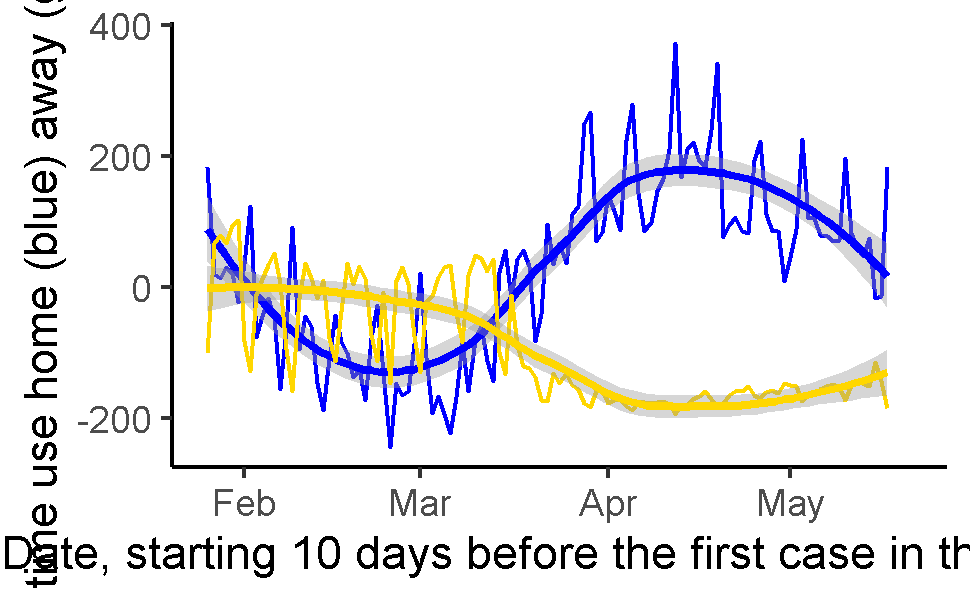 time use home (blue) away (
400
200
0
-200
Feb Mar Apr May
Date, starting 10 days before the first case in th